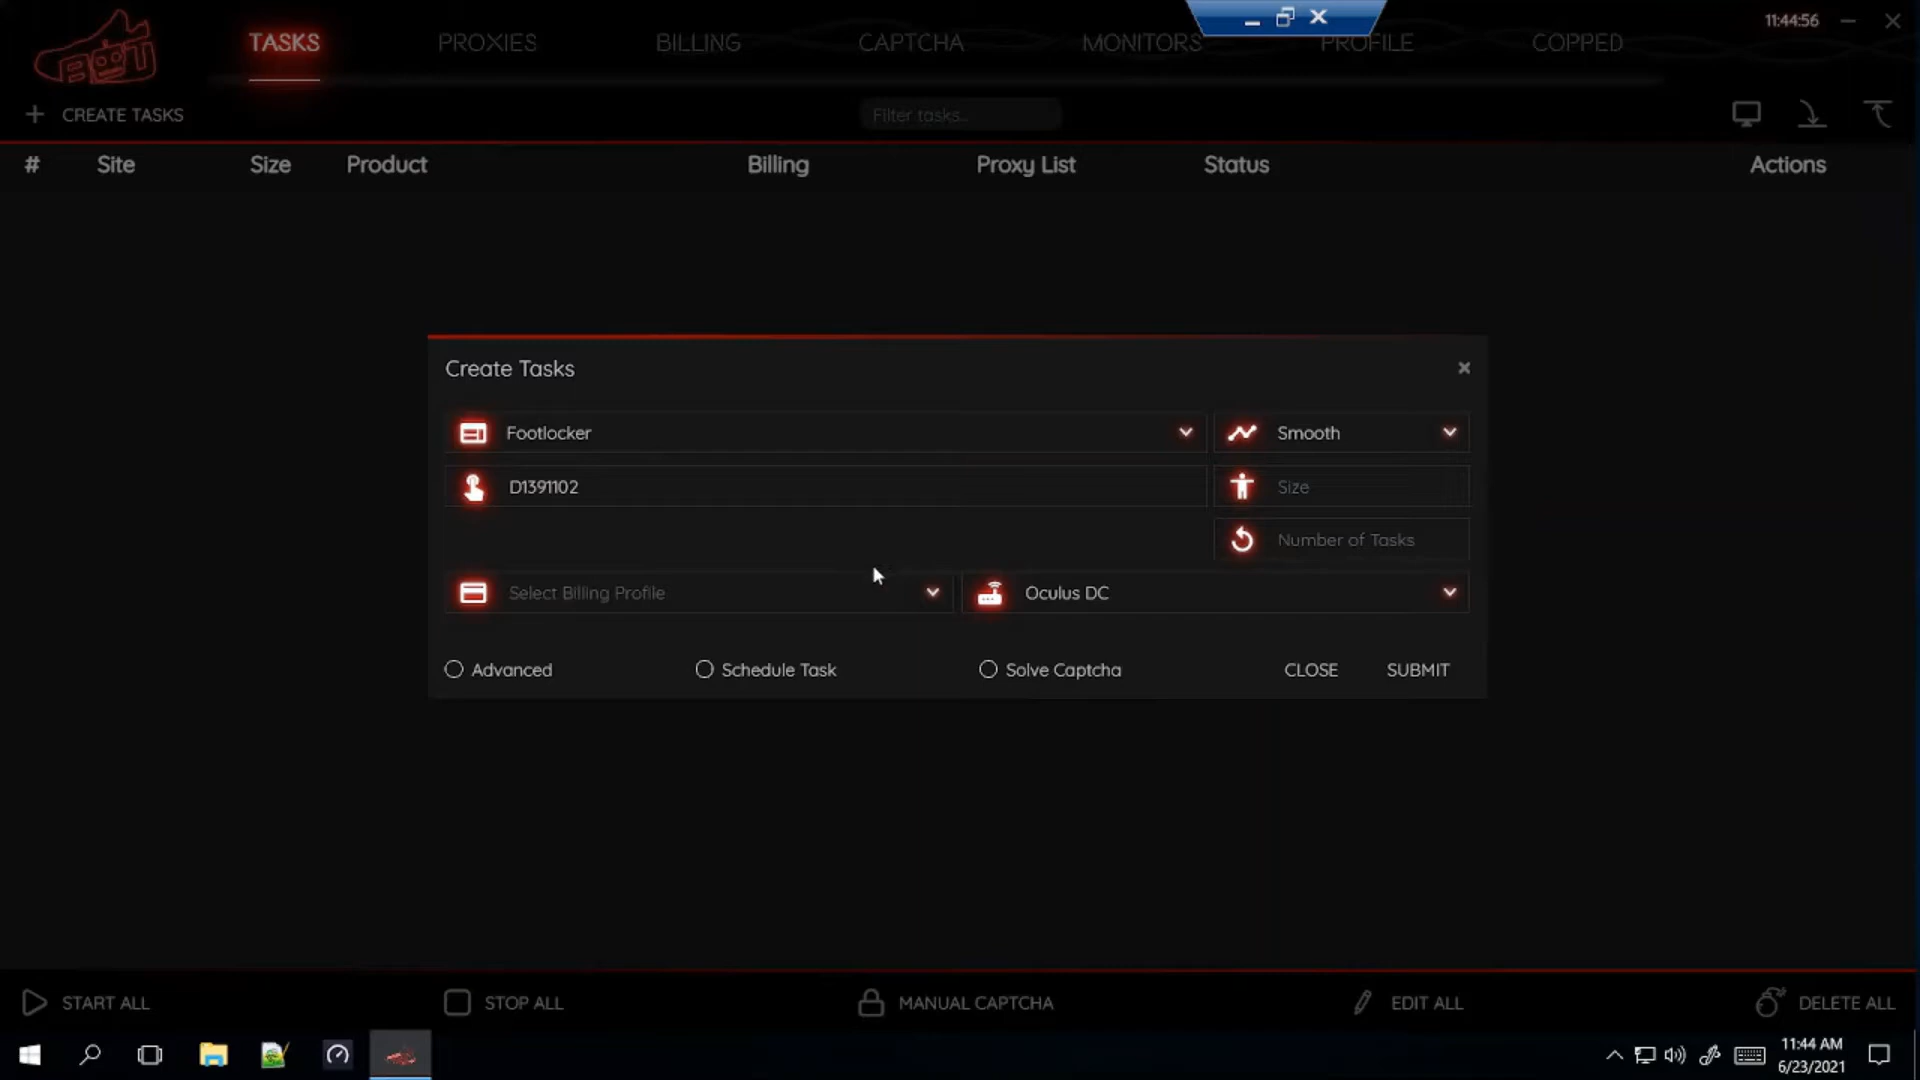 BOT
TASKS PROXIES BILLING CAPTCHA MONITORS PROFILE COPPED 11:44:56
CREATE TASKS Filter tasks..
# Site Size Product Billing Proxy List Status Actions
Create Tasks
Footlocker Smooth
D1391102 Size
Number of Tasks
Select Billing Profile Oculus DC
Advanced Schedule Task Solve Captcha CLOSE SUBMIT
START ALL STOP ALL MANUAL CAPTCHA EDIT ALL DELETE ALL
11:44 AM
6/23/2021